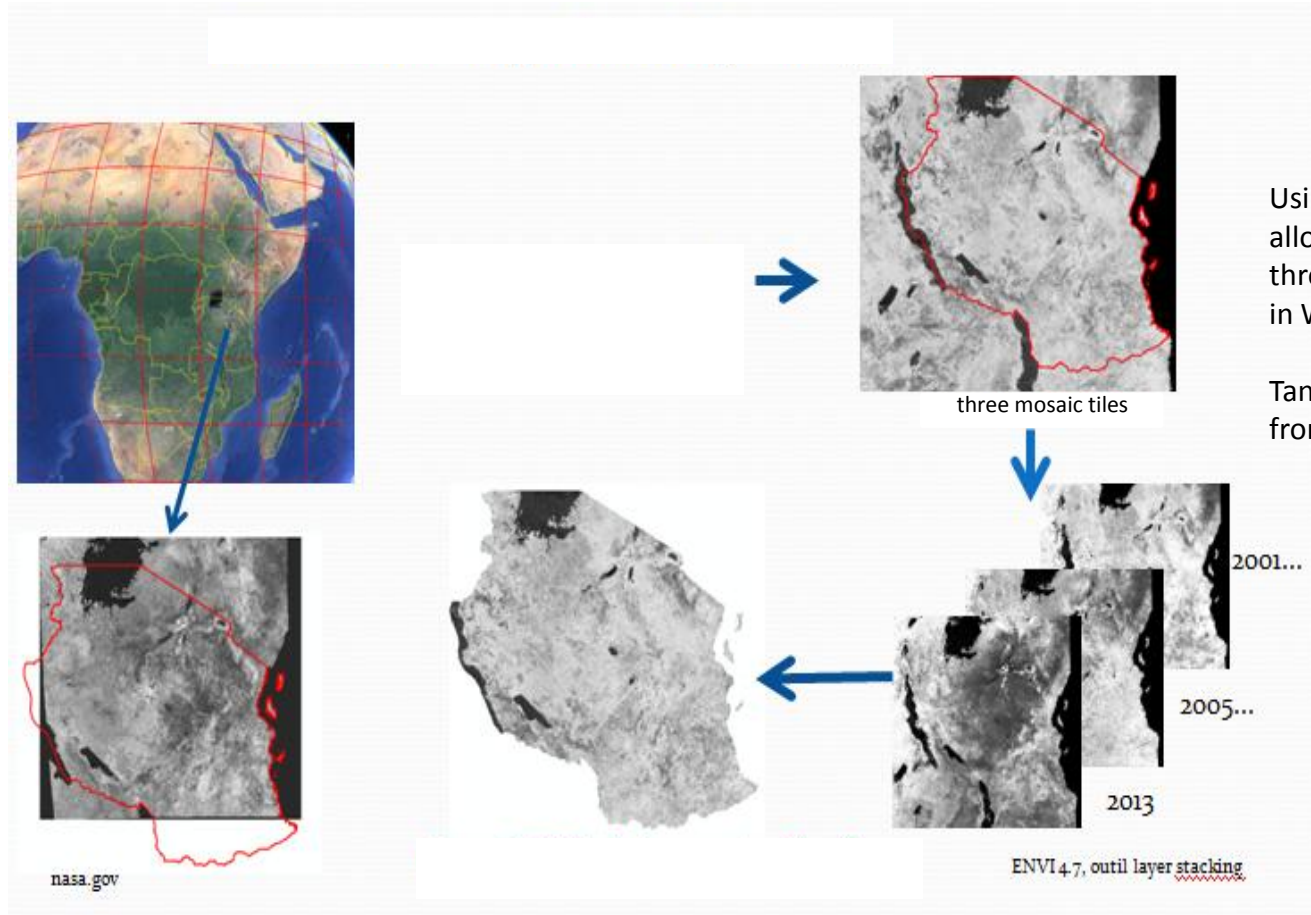 three mosaic tiles
Usi
allo
thre
in V
Tan
fron
2001...
2005...
2013
nasa.gov
ENVI 4.7, outil layer stacking